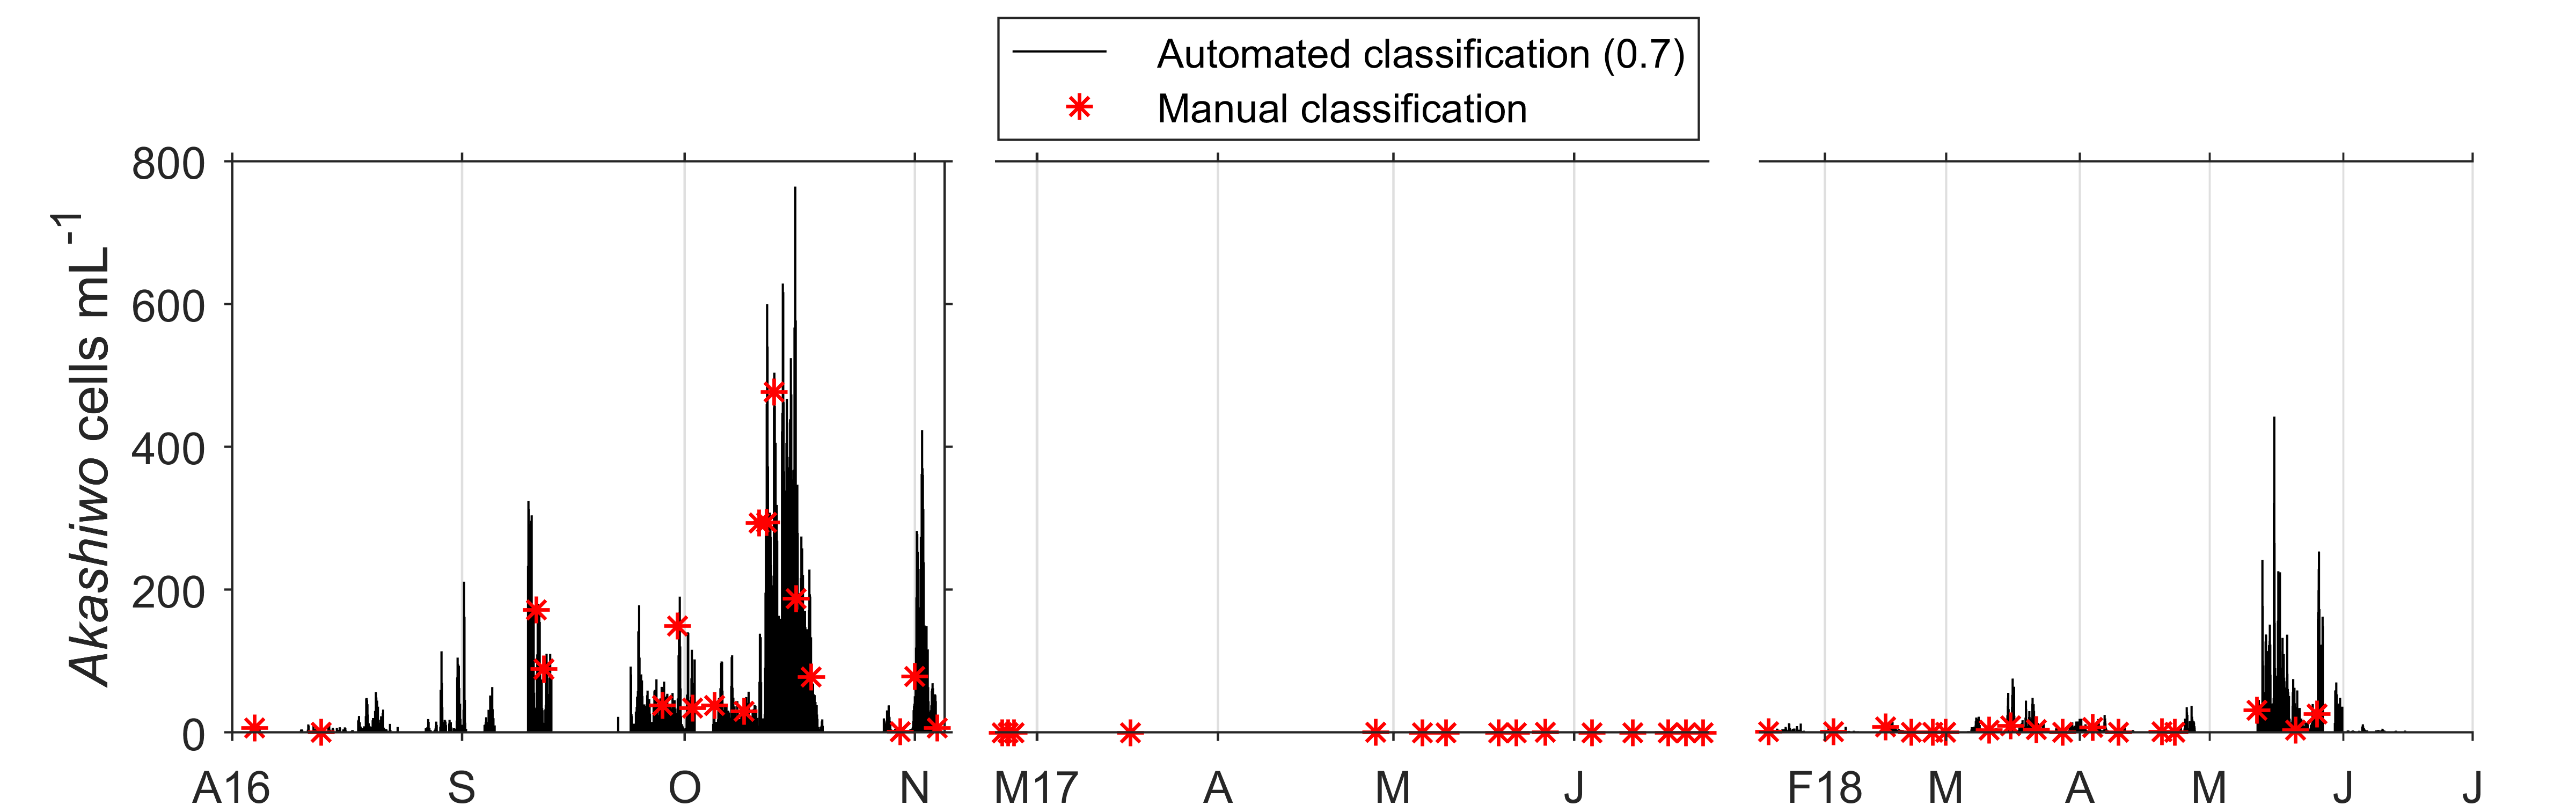 Automated classification (0.7)
Manual classification
Akashiwo cells mL-1
800
600
400
200
0
A16 S O N M17 A M J F18 M A M J J